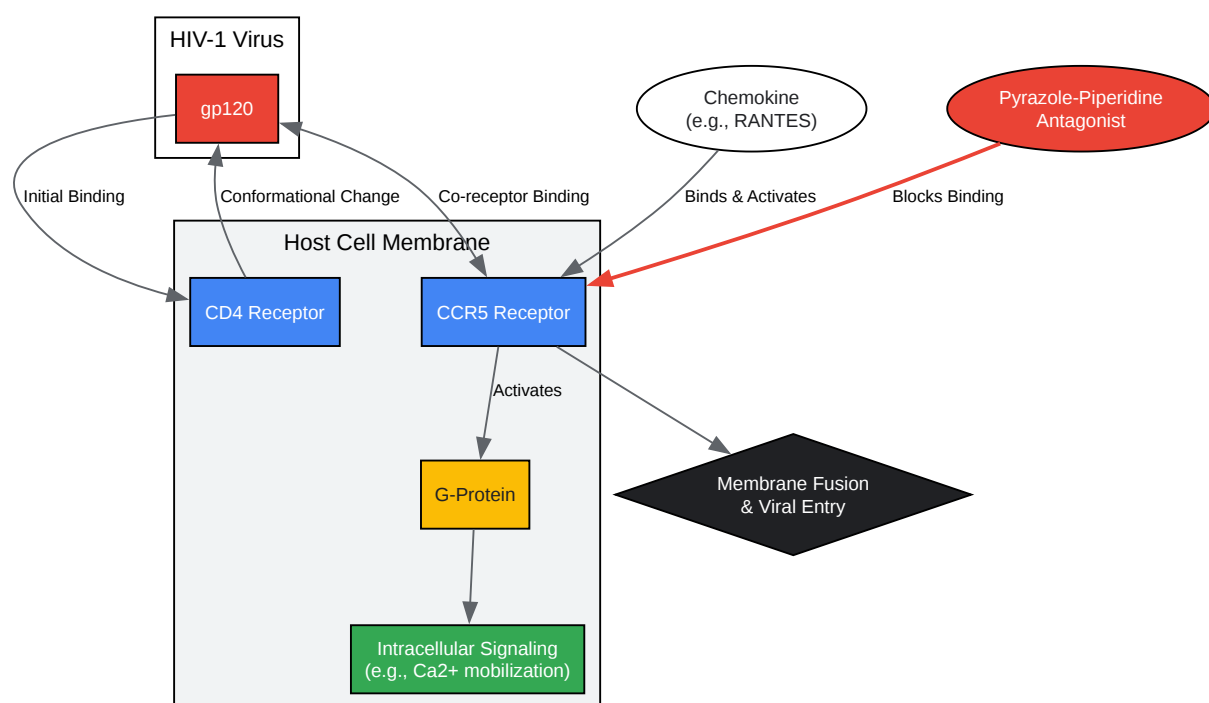 HIV-1 Virus
gp120
Chemokine
(e.g., RANTES)
Pyrazole-Piperidine
Antagonist
Initial Binding
Conformational Change
Co-receptor Binding
Binds & Activates
Blocks Binding
Host Cell Membrane
CD4 Receptor
CCR5 Receptor
Activates
G-Protein
Membrane Fusion
& Viral Entry
Intracellular Signaling
(e.g., Ca2+ mobilization)